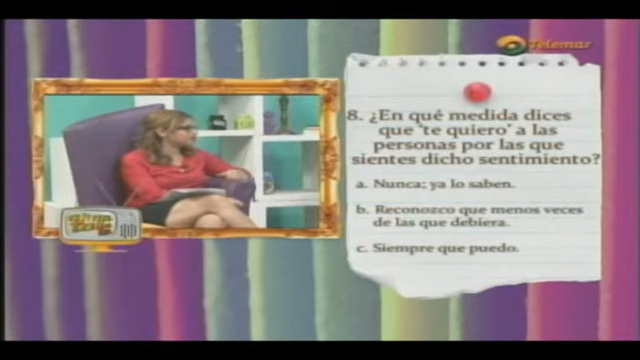 Telemar
8. ¿En qué medida dices
que 'te quiero' a las
personas por las que
sientes dicho sentimiento?
a. Nunca; ya lo saben.
b. Reconozco que menos veces
de las que debiera.
c. Siempre que puedo.